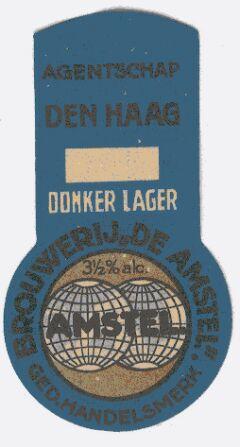 AGENTSCHAP
DEN HAAG
DONKER LAGER
BROUWERIJ „DE AMSTEL"
3½% alc.
AMSTEL
GED. HANDELSMERK